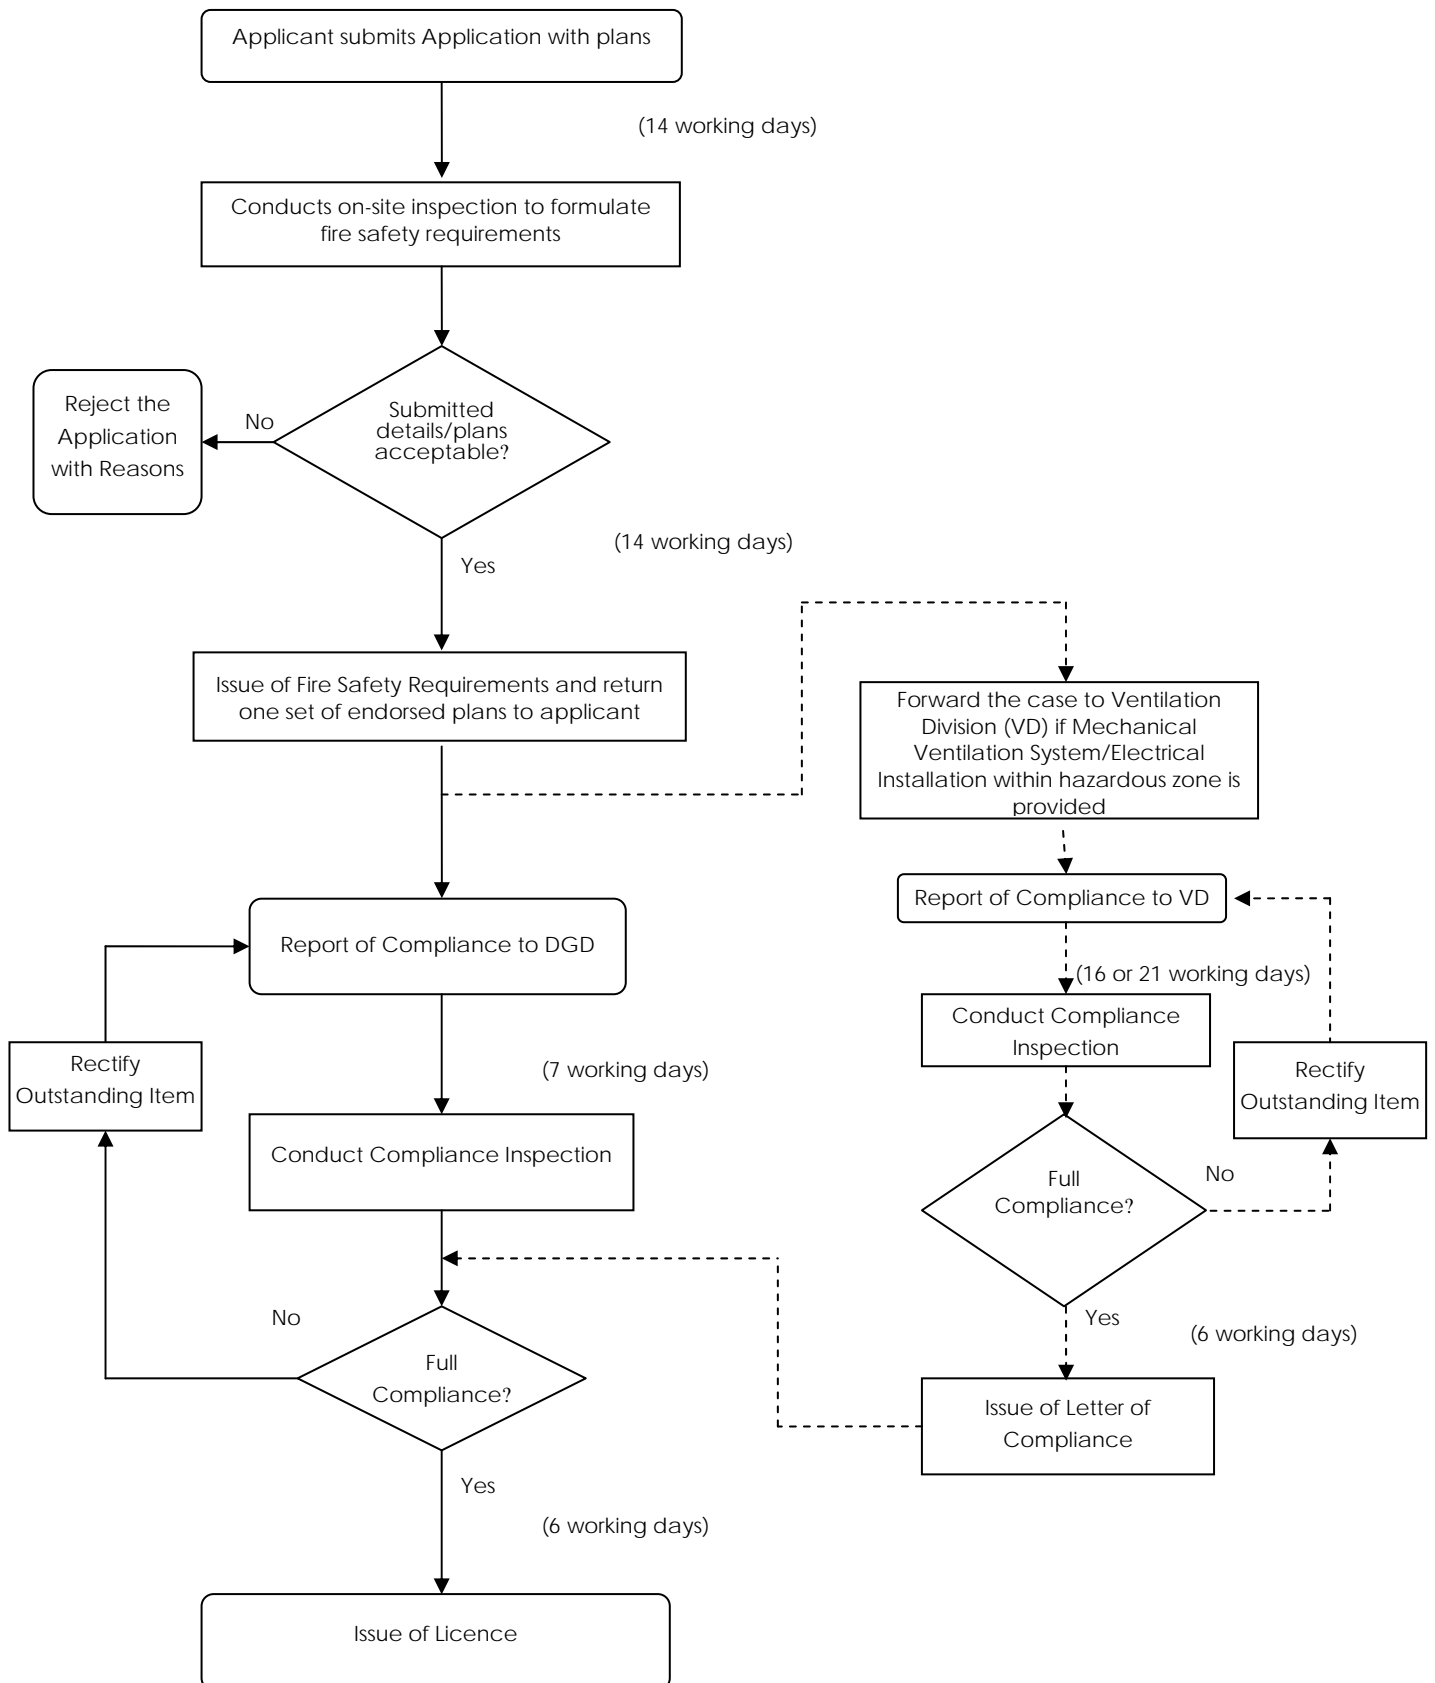 Applicant submits Application with plans
(14 working days)
Conducts on-site inspection to formulate
fire safety requirements
Reject the
Application
with Reasons
No
Submitted
details/plans
acceptable?
(14 working days)
Yes
Issue of Fire Safety Requirements and return
one set of endorsed plans to applicant
Forward the case to Ventilation
Division (VD) if Mechanical
Ventilation System/Electrical
Installation within hazardous zone is
provided
Report of Compliance to VD
Report of Compliance to DGD
(16 or 21 working days)
Conduct Compliance
Inspection
Rectify
Outstanding Item
(7 working days)
Rectify
Outstanding Item
Conduct Compliance Inspection
Full
Compliance?
No
No
Yes
(6 working days)
Full
Compliance?
Issue of Letter of
Compliance
Yes
(6 working days)
Issue of Licence